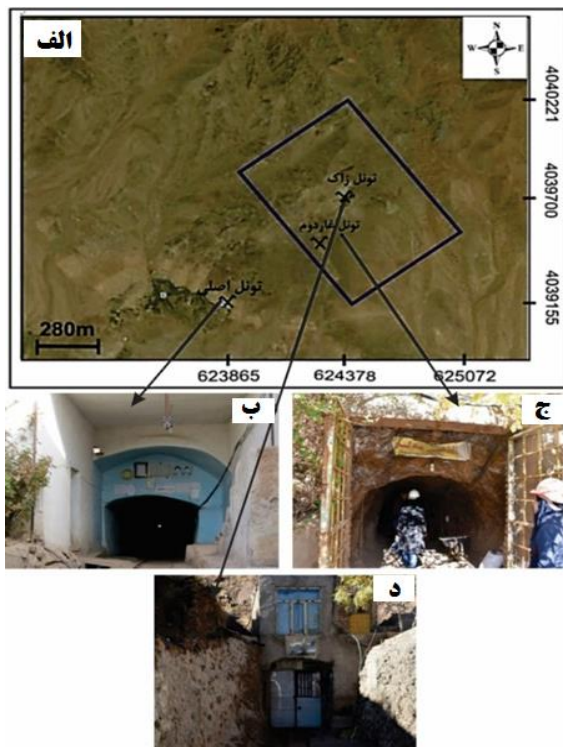 الف
N
W E
S
4040221
تونل زاک
4039700
تونل فاز دوم
تونل اصلی
4039155
280m
623865
624378
625072
ب
ج
د